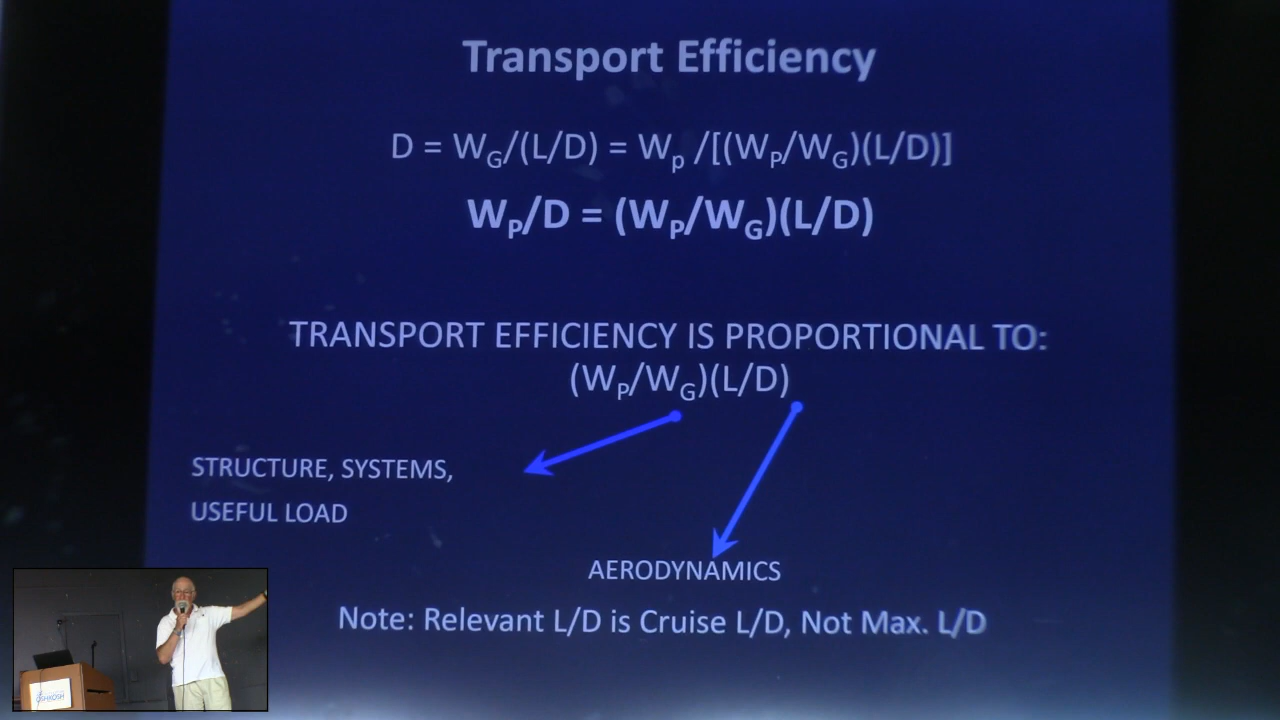 Transport Efficiency
D = W_G/(L/D) = W_p /[(W_P/W_G)(L/D)]
W_P/D = (W_P/W_G)(L/D)
TRANSPORT EFFICIENCY IS PROPORTIONAL TO:
(W_P/W_G)(L/D)
STRUCTURE, SYSTEMS,
USEFUL LOAD
AERODYNAMICS
Note: Relevant L/D is Cruise L/D, Not Max. L/D
OSHKOSH